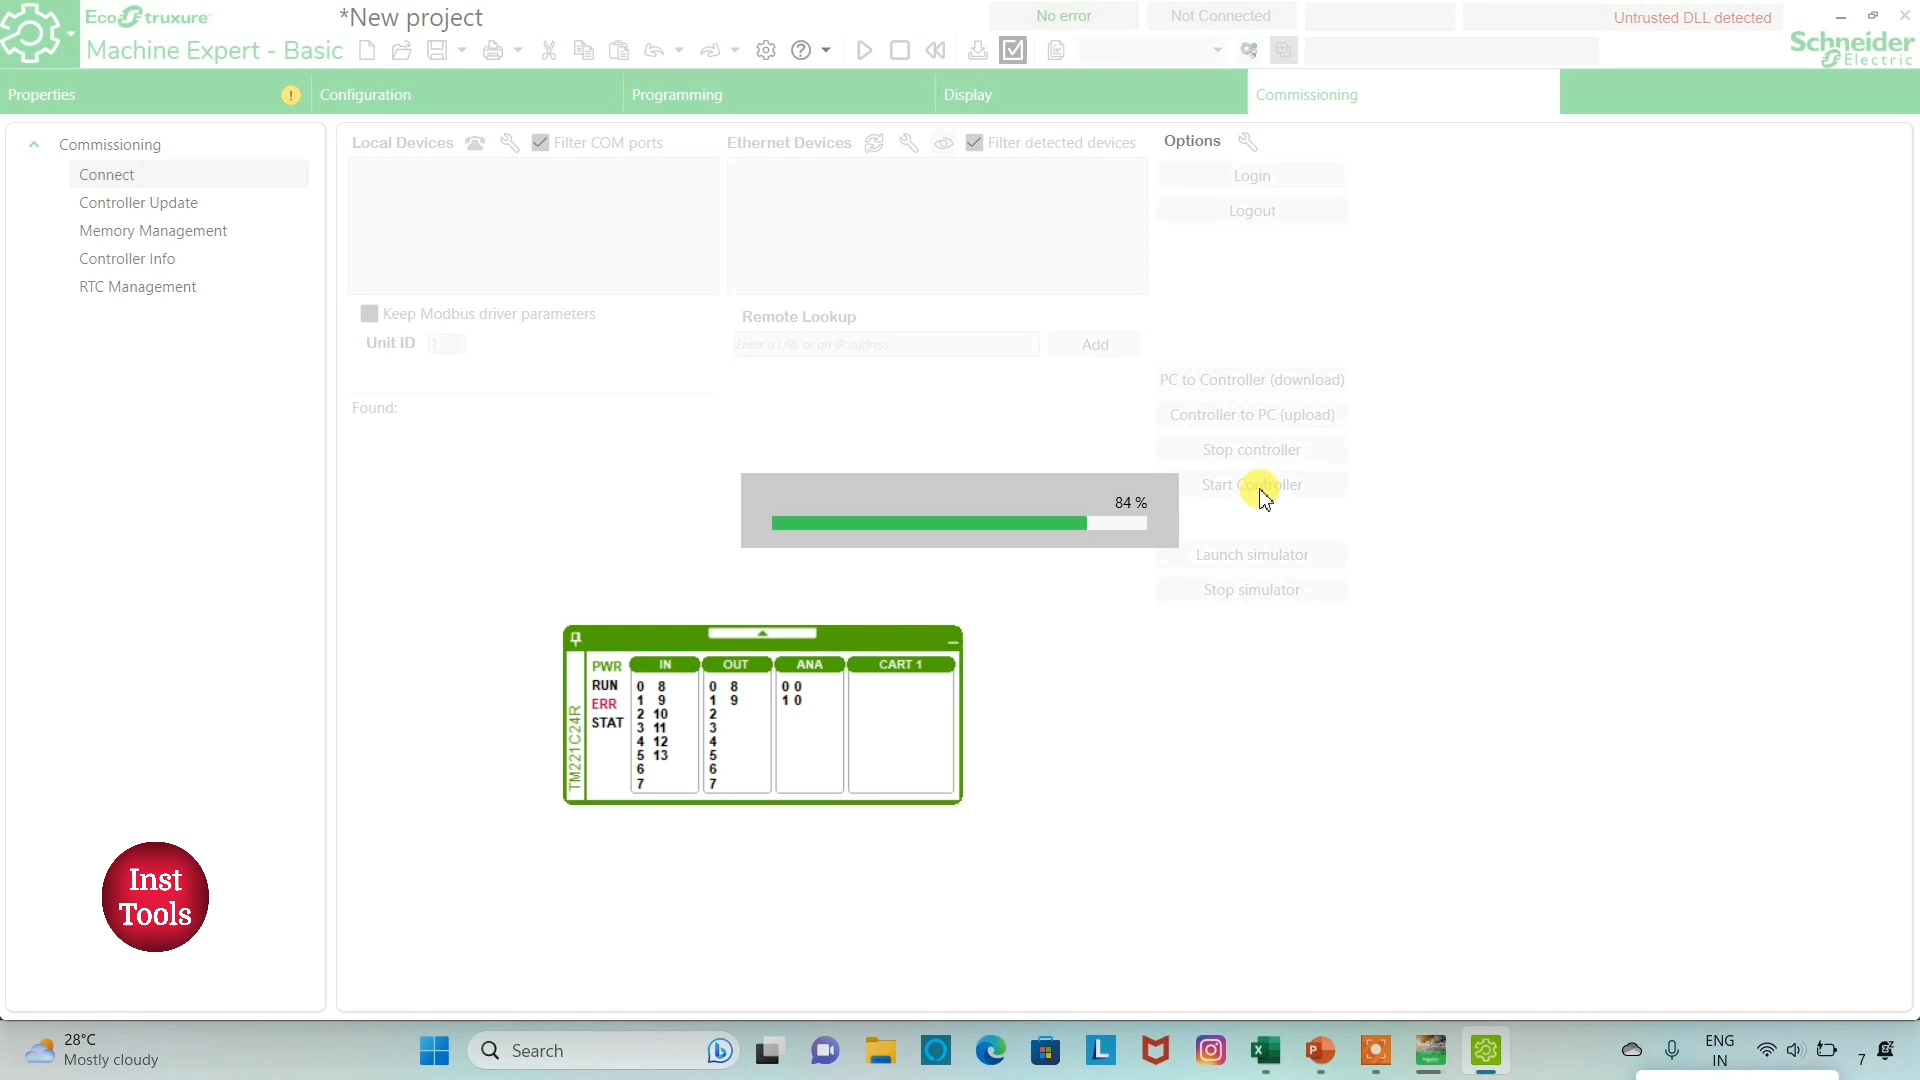 EcoStruxure
Machine Expert - Basic
*New project
No error
Not Connected
Untrusted DLL detected
Schneider
Electric
Properties
!
Configuration
Programming
Display
Commissioning
Commissioning
Connect
Controller Update
Memory Management
Controller Info
RTC Management
Local Devices
Filter COM ports
Ethernet Devices
Filter detected devices
Options
Login
Logout
Keep Modbus driver parameters
Unit ID 1
Remote Lookup
Enter a URL or an IP address
Add
Found:
PC to Controller (download)
Controller to PC (upload)
Stop controller
Start Controller
Launch simulator
Stop simulator
84 %
TM221C24R
PWR
RUN
ERR
STAT
IN
0 8
1 9
2 10
3 11
4 12
5 13
6
7
OUT
0 8
1 9
2
3
4
5
6
7
ANA
0 0
1 0
CART 1
Inst
Tools
28°C
Mostly cloudy
Search
ENG
IN
7